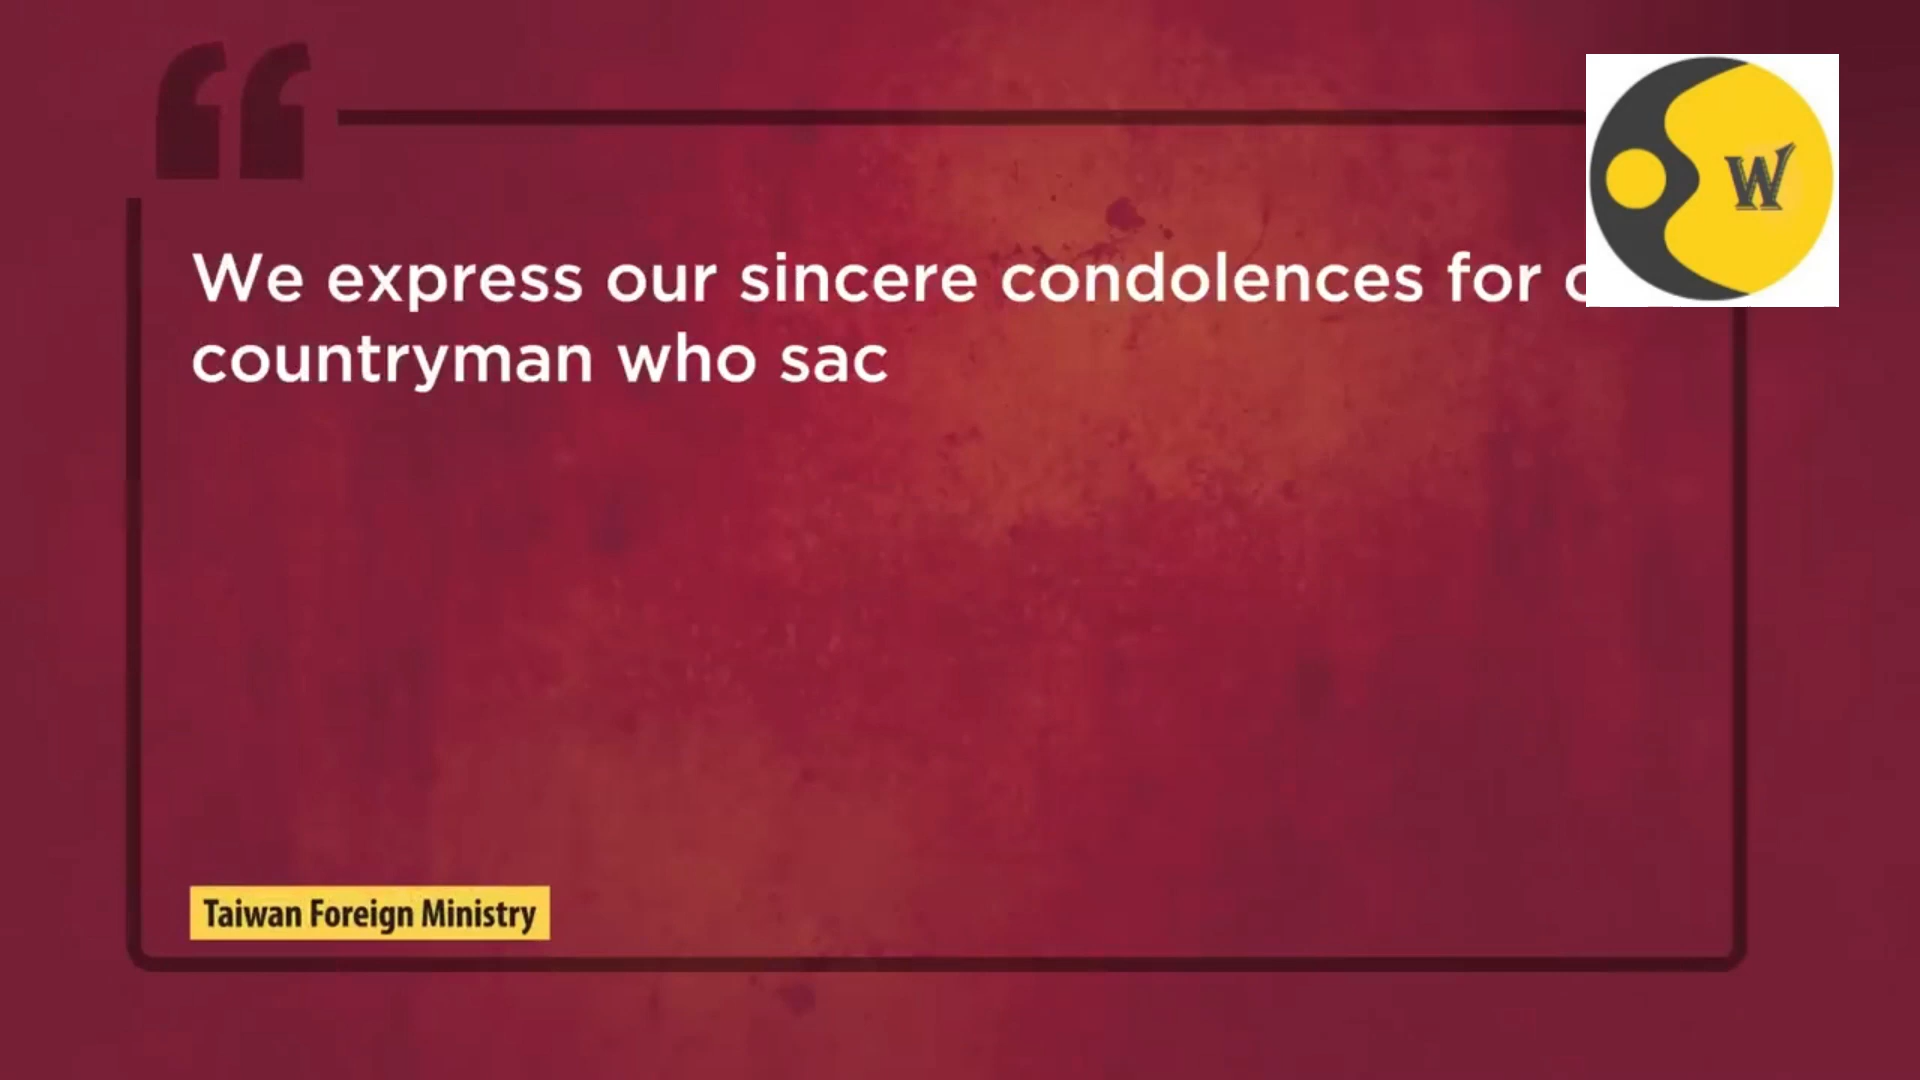 We express our sincere condolences for
countryman who sac
Taiwan Foreign Ministry
W